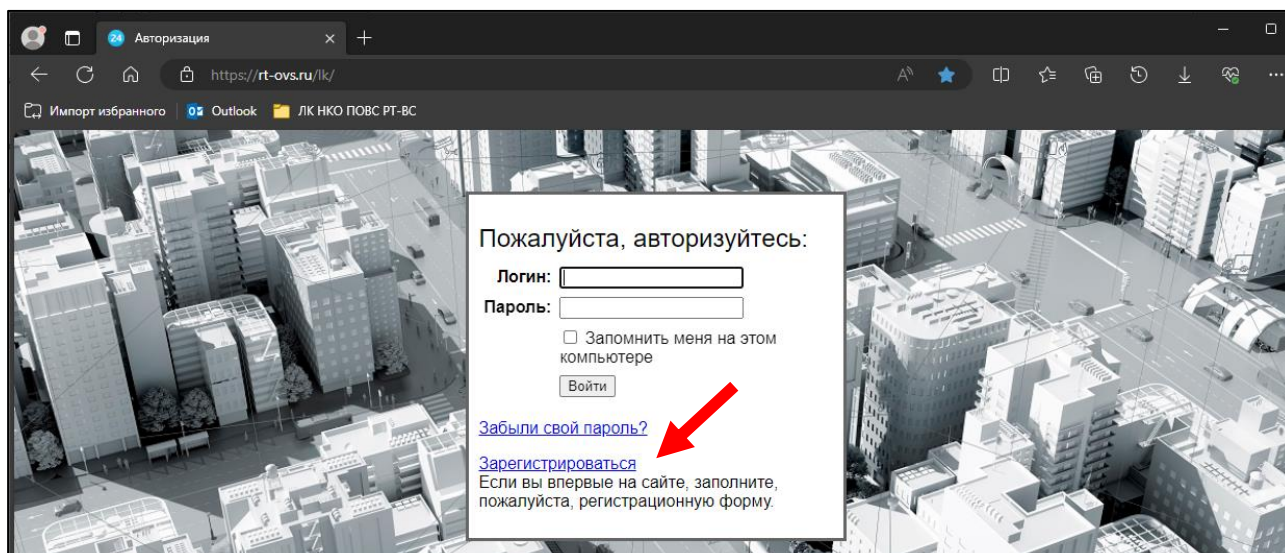 24 Авторизация
https://rt-ovs.ru/lk/
Импорт избранного Outlook ЛК НКО ПОВС РТ-ВС
Пожалуйста, авторизуйтесь:
Логин:
Пароль:
Запомнить меня на этом
компьютере
Войти
Забыли свой пароль?
Зарегистрироваться
Если вы впервые на сайте, заполните,
пожалуйста, регистрационную форму.